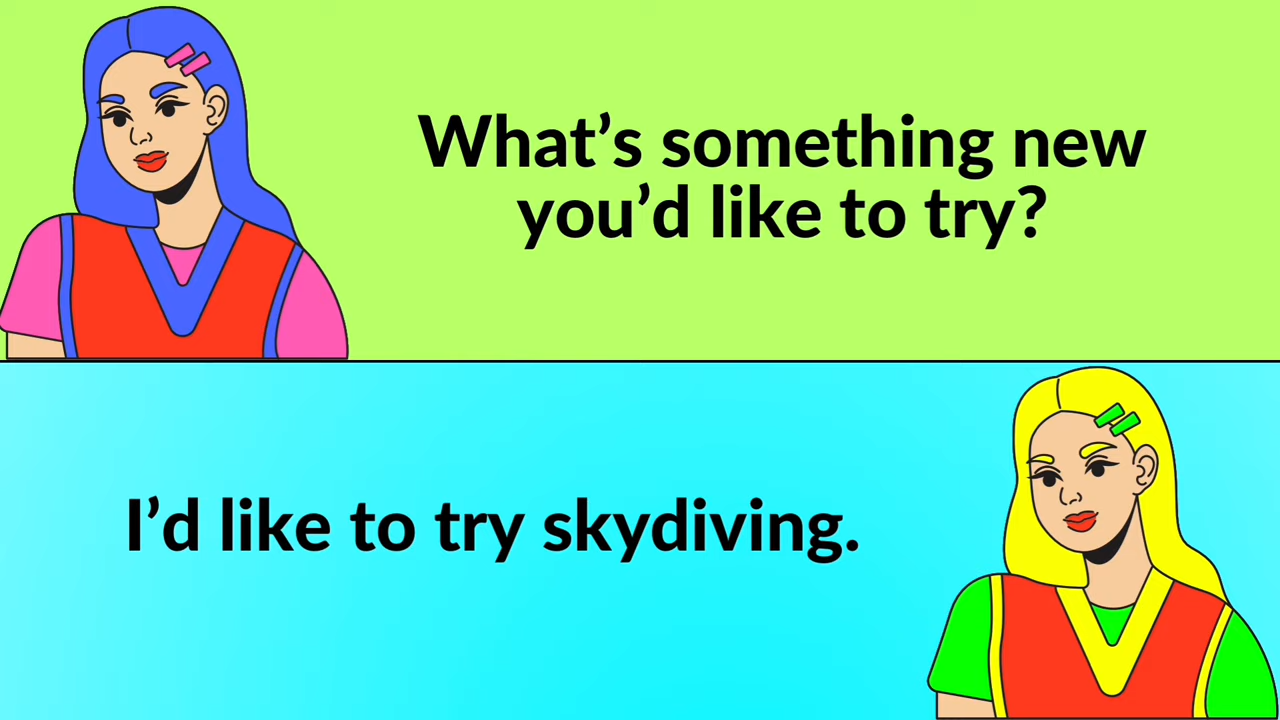 What’s something new
you’d like to try?
I’d like to try skydiving.